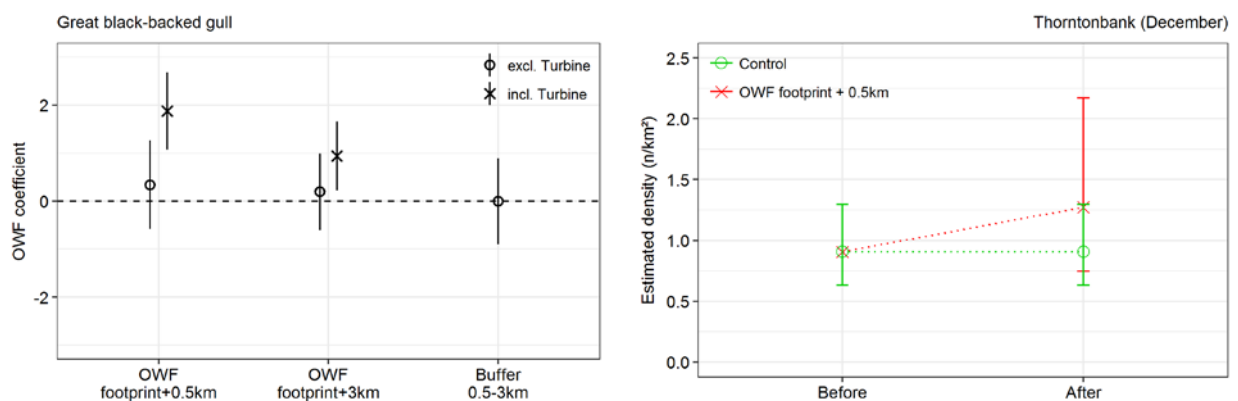 Great black-backed gull
OWF coefficient
2
0
-2
excl. Turbine
incl. Turbine
OWF
footprint+0.5km
OWF
footprint+3km
Buffer
0.5-3km
Thorntonbank (December)
Estimated density (n/km²)
2.5
2.0
1.5
1.0
0.5
0.0
Control
OWF footprint + 0.5km
Before
After